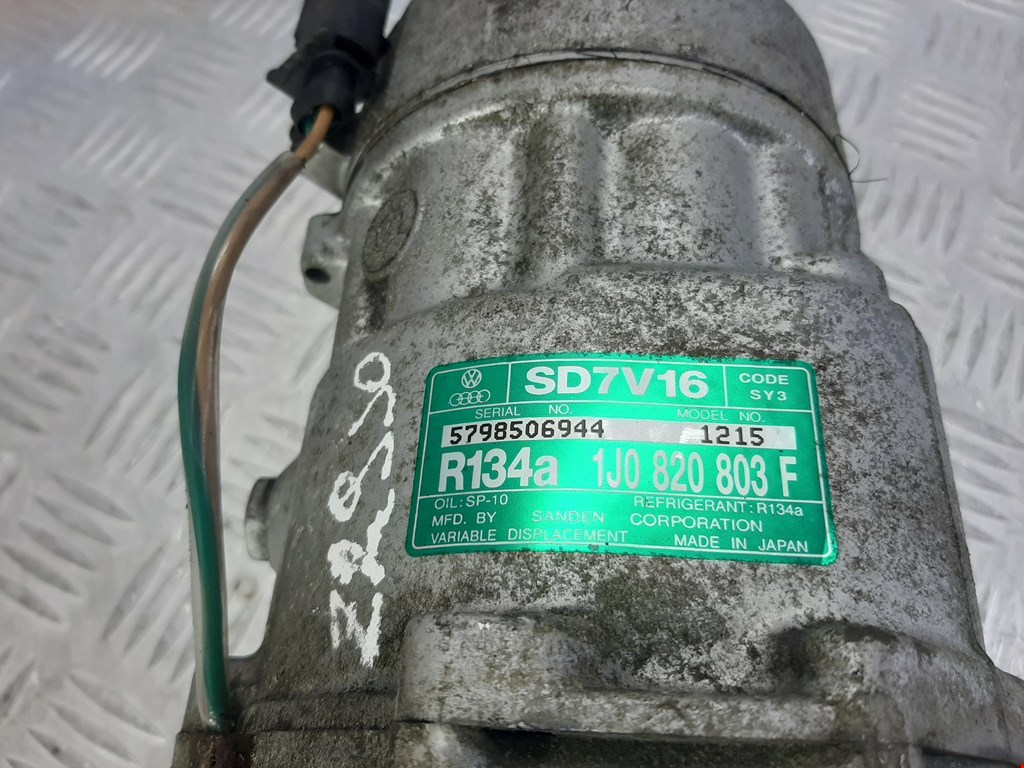 SD7V16 CODE SY3
SERIAL NO. MODEL NO.
5798506944 1215
R134a 1J0 820 803 F
OIL: SP-10 REFRIGERANT: R134a
MFD. BY SANDEN CORPORATION
VARIABLE DISPLACEMENT MADE IN JAPAN